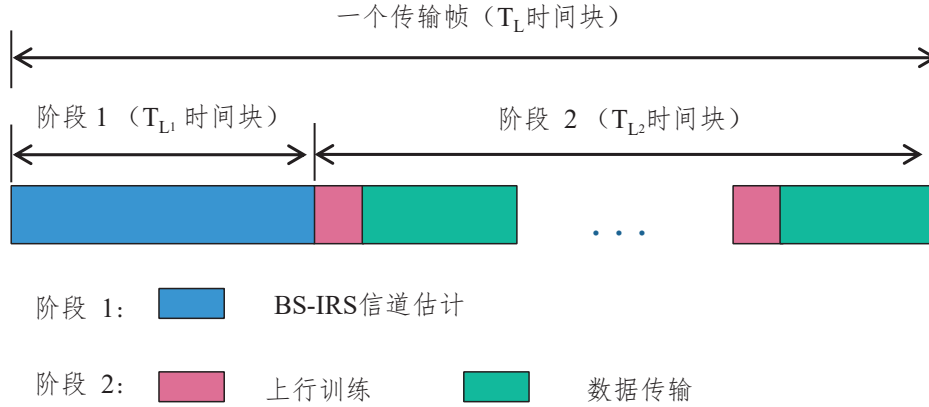 一个传输帧（TL时间块）
阶段 1 （TL1 时间块） 阶段 2 （TL2时间块）
. . .
阶段 1: BS-IRS信道估计
阶段 2: 上行训练 数据传输